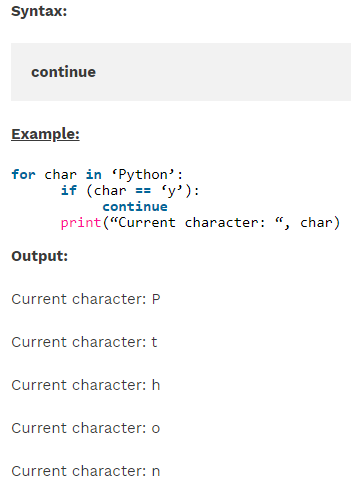 Syntax:
continue
Example:
for char in ‘Python’:
if (char == ‘y’):
continue
print(“Current character: “, char)
Output:
Current character: P
Current character: t
Current character: h
Current character: o
Current character: n